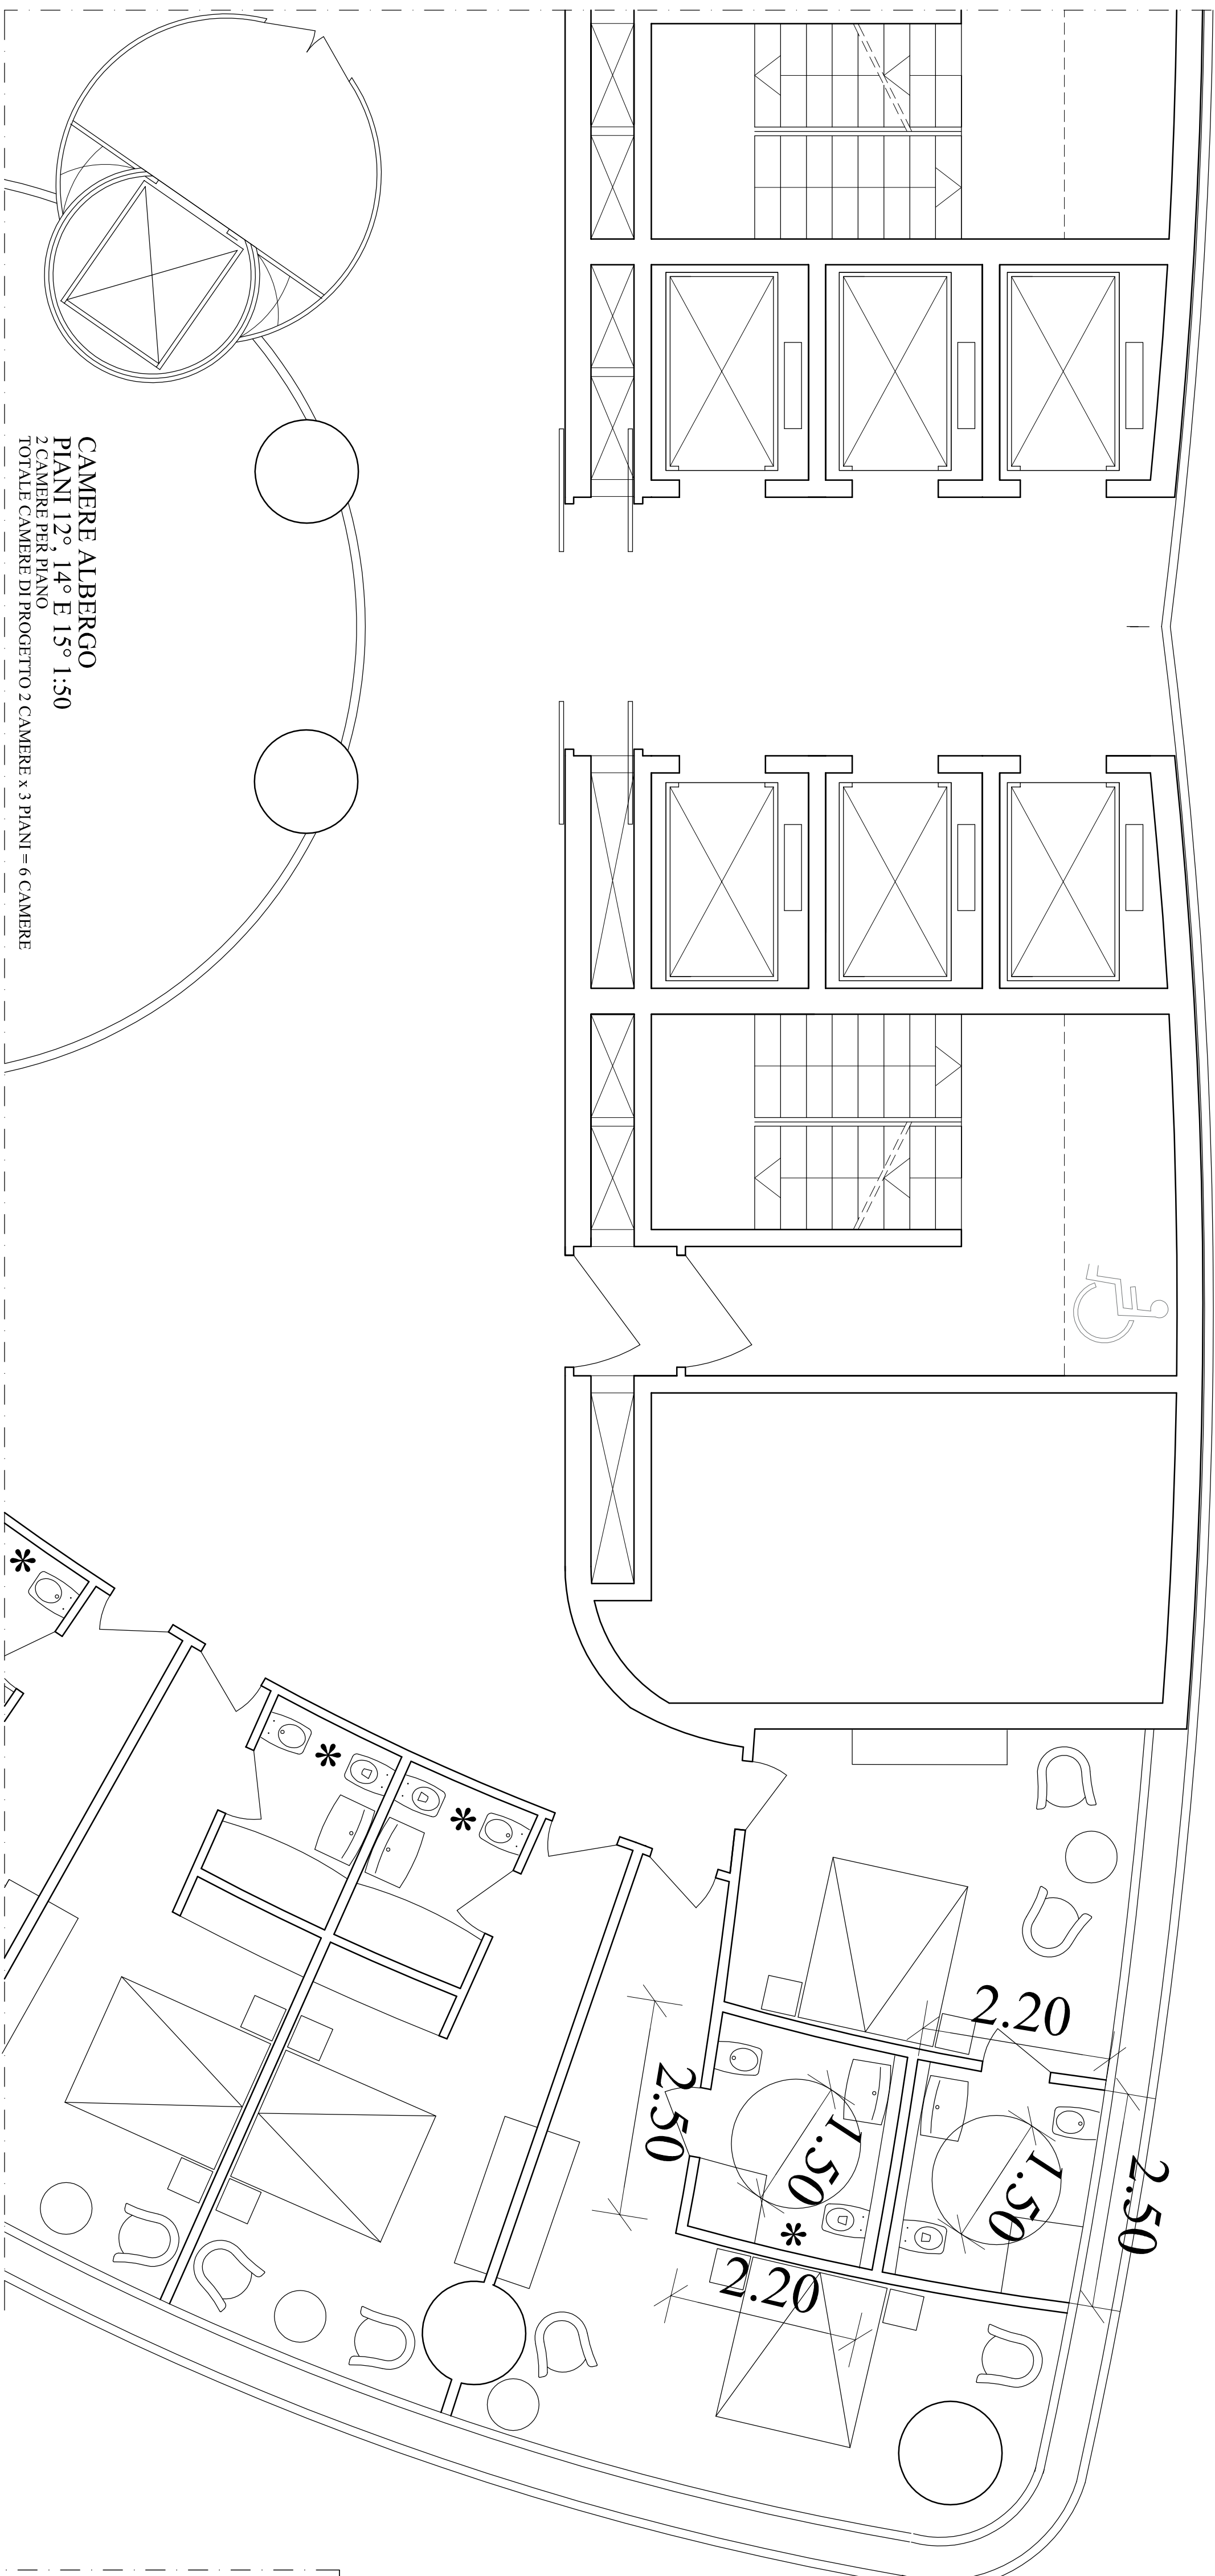 CAMERE ALBERGO
PIANI 12°, 14° E 15° 1:50
2 CAMERE PER PIANO
TOTALE CAMERE DI PROGETTO 2 CAMERE x 3 PIANI = 6 CAMERE
*
*
*
2.20
2.50
1.50
1.50
2.50
*
2.20